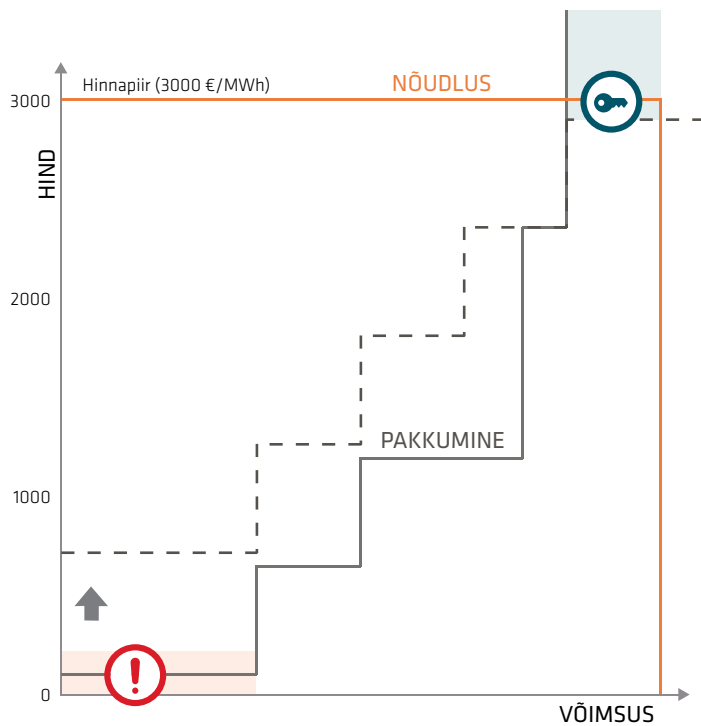 Hinnapiir (3000 €/MWh)
NÕUDLUS
3000
HIND
2000
PAKKUMINE
1000
0
VÕIMSUS